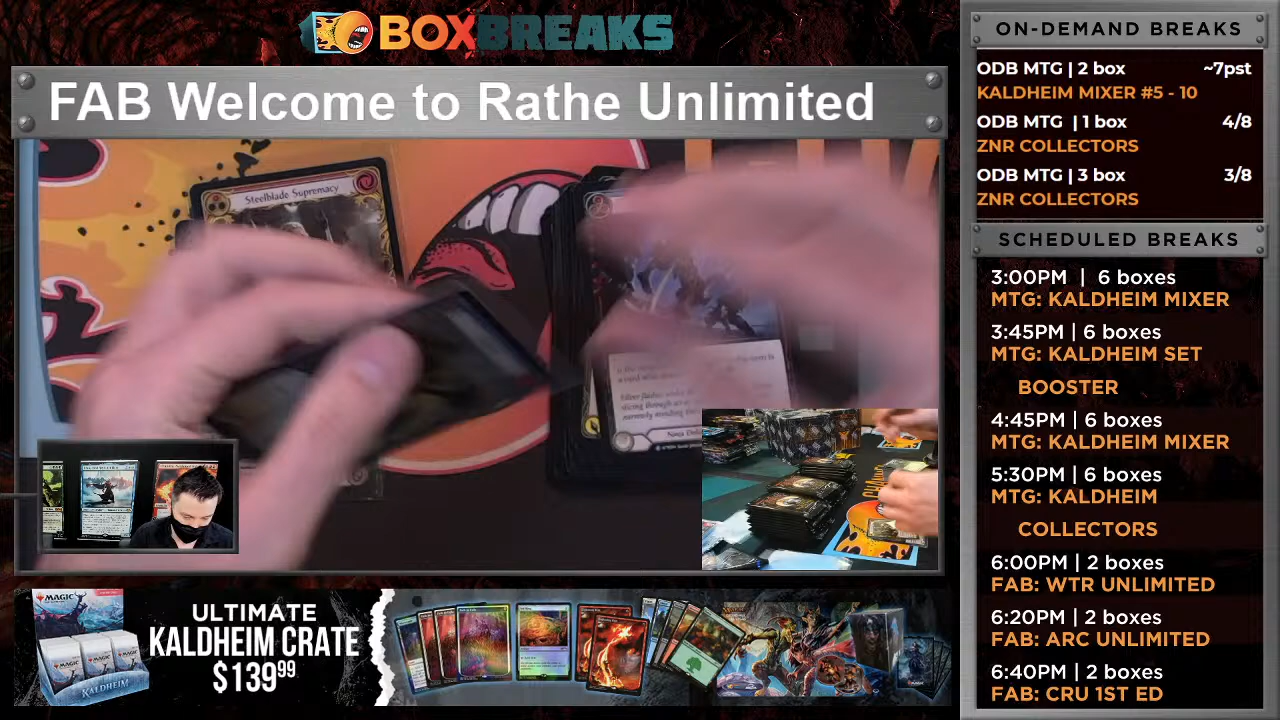 BOXBREAKS
FAB Welcome to Rathe Unlimited
Steelblade Supremacy
ON-DEMAND BREAKS
ODB MTG | 2 box ~7pst
KALDHEIM MIXER #5 - 10
ODB MTG | 1 box 4/8
ZNR COLLECTORS
ODB MTG | 3 box 3/8
ZNR COLLECTORS
SCHEDULED BREAKS
3:00PM | 6 boxes
MTG: KALDHEIM MIXER
3:45PM | 6 boxes
MTG: KALDHEIM SET
BOOSTER
4:45PM | 6 boxes
MTG: KALDHEIM MIXER
5:30PM | 6 boxes
MTG: KALDHEIM
COLLECTORS
6:00PM | 2 boxes
FAB: WTR UNLIMITED
6:20PM | 2 boxes
FAB: ARC UNLIMITED
6:40PM | 2 boxes
FAB: CRU 1ST ED
MAGIC
KALDHEIM
ULTIMATE
KALDHEIM CRATE
$139.99